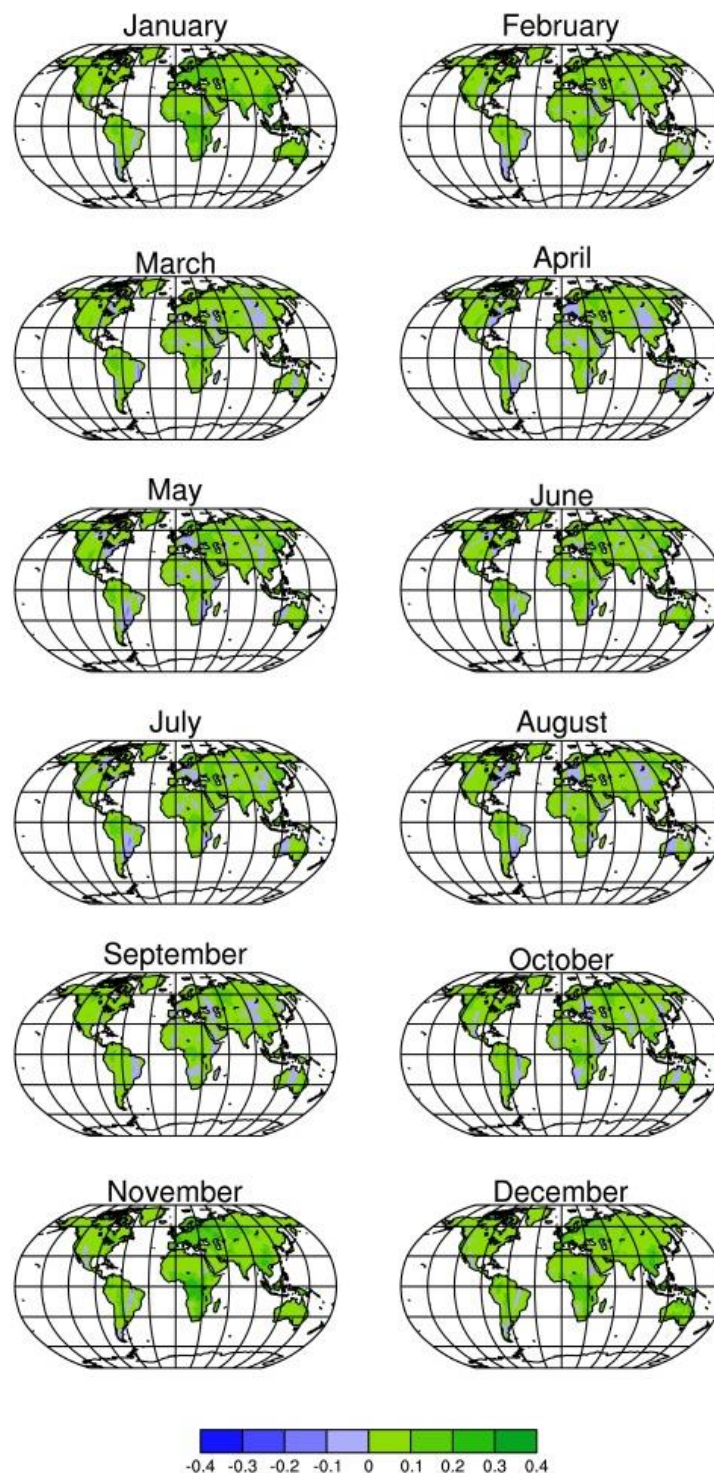 January
February
March
April
May
June
July
August
September
October
November
December
-0.4 -0.3 -0.2 -0.1 0 0.1 0.2 0.3 0.4